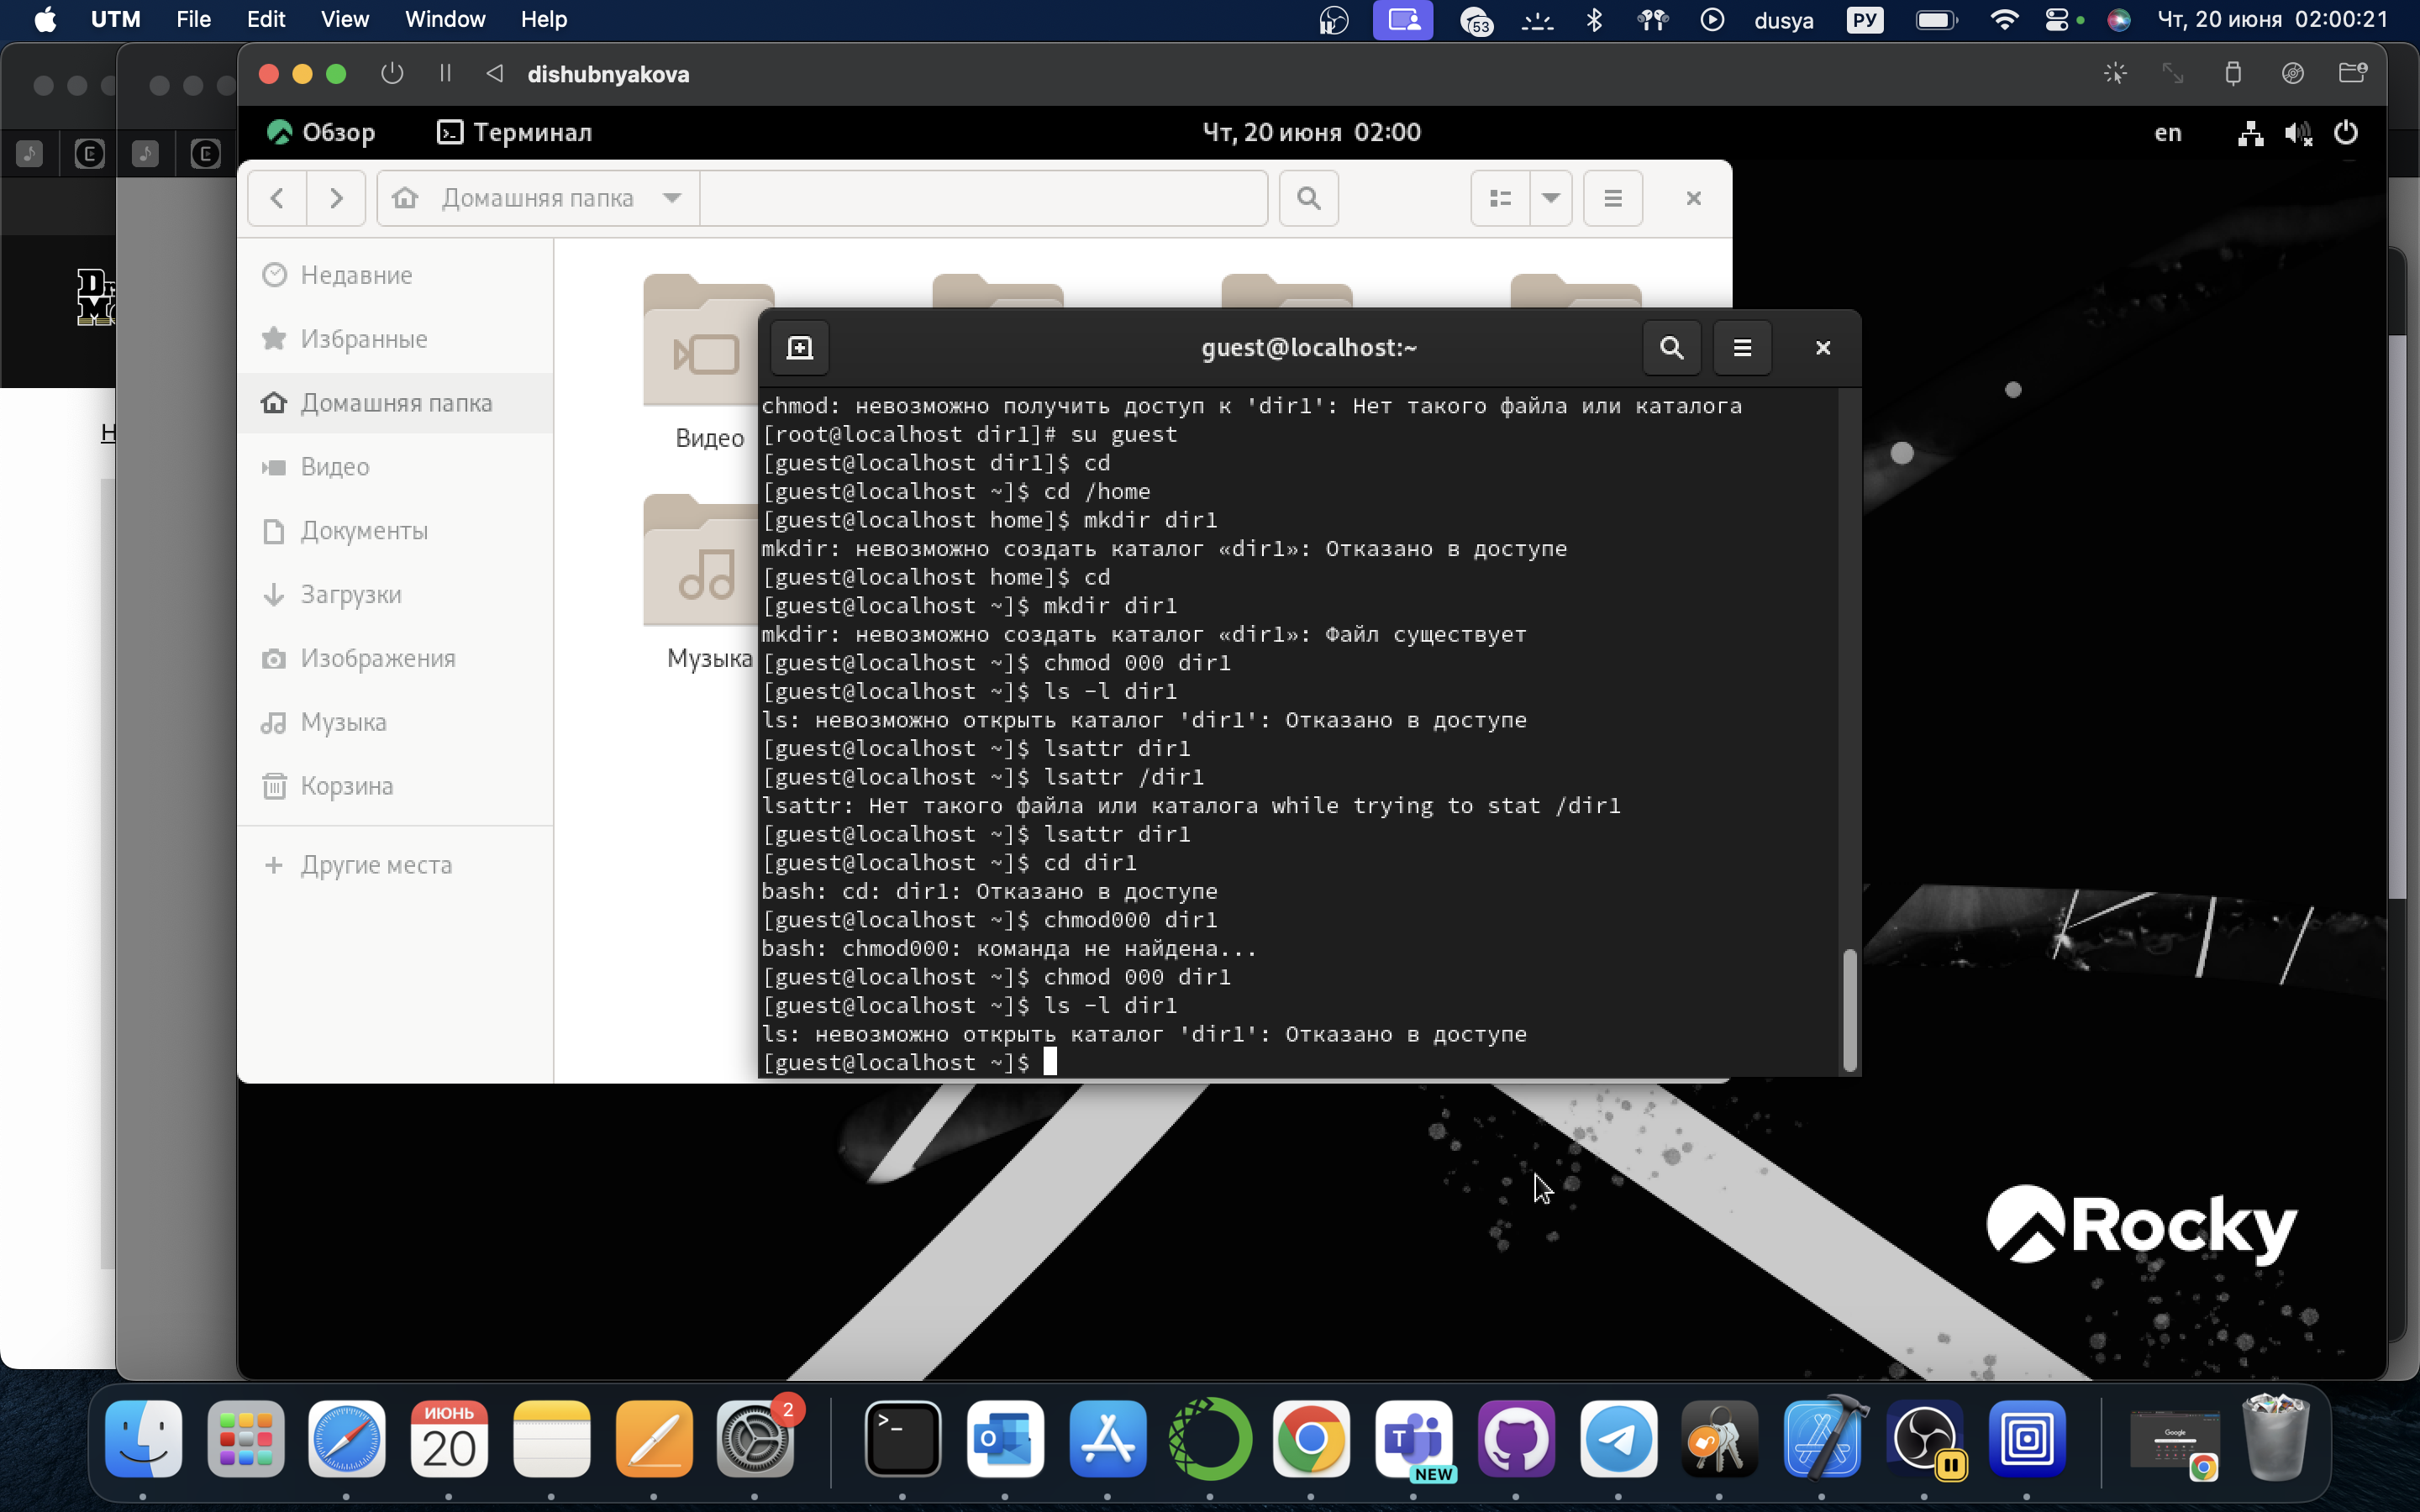 UTM File Edit View Window Help
53
dusya
РУ
Чт, 20 июня 02:00:21
dishubnyakova
Обзор
Терминал
Чт, 20 июня 02:00
en
Домашняя папка
Недавние
Избранные
Домашняя папка
Видео
Документы
Загрузки
Изображения
Музыка
Корзина
Другие места
Видео
Музыка
guest@localhost:~
chmod: невозможно получить доступ к 'dir1': Нет такого файла или каталога
[root@localhost dir1]# su guest
[guest@localhost dir1]$ cd
[guest@localhost ~]$ cd /home
[guest@localhost home]$ mkdir dir1
mkdir: невозможно создать каталог «dir1»: Отказано в доступе
[guest@localhost home]$ cd
[guest@localhost ~]$ mkdir dir1
mkdir: невозможно создать каталог «dir1»: Файл существует
[guest@localhost ~]$ chmod 000 dir1
[guest@localhost ~]$ ls -l dir1
ls: невозможно открыть каталог 'dir1': Отказано в доступе
[guest@localhost ~]$ lsattr dir1
[guest@localhost ~]$ lsattr /dir1
lsattr: Нет такого файла или каталога while trying to stat /dir1
[guest@localhost ~]$ lsattr dir1
[guest@localhost ~]$ cd dir1
bash: cd: dir1: Отказано в доступе
[guest@localhost ~]$ chmod000 dir1
bash: chmod000: команда не найдена...
[guest@localhost ~]$ chmod 000 dir1
[guest@localhost ~]$ ls -l dir1
ls: невозможно открыть каталог 'dir1': Отказано в доступе
[guest@localhost ~]$
Rocky
ИЮНЬ
20
2
NEW
Google